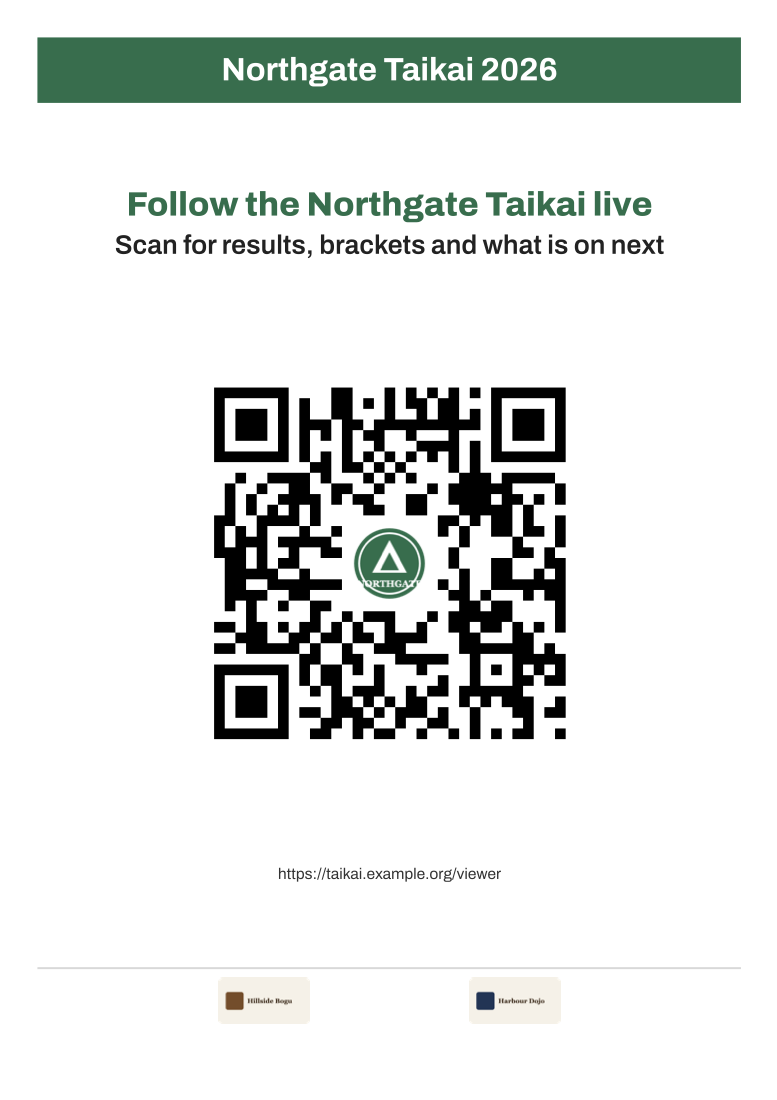 Northgate Taikai 2026
Follow the Northgate Taikai live
Scan for results, brackets and what is on next
NORTHGATE
https://taikai.example.org/viewer
Hillside Bogu
Harbour Dojo